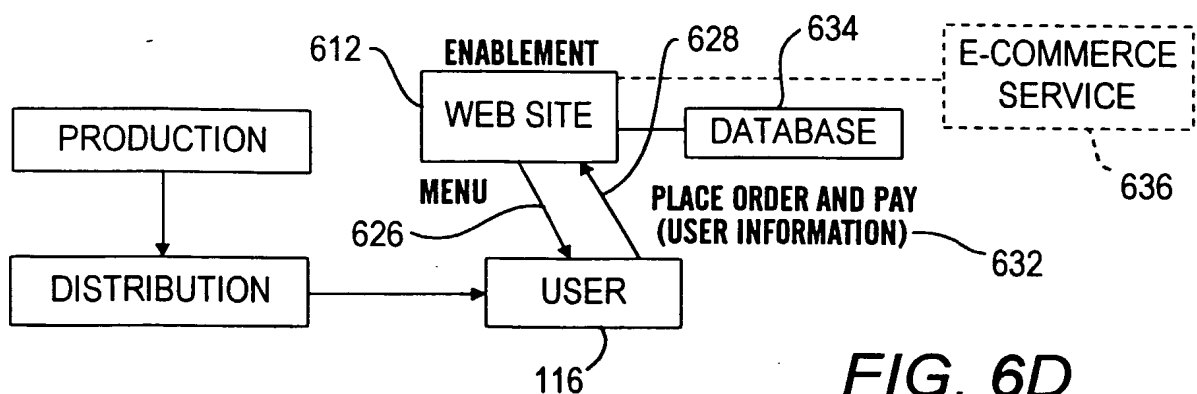 612
ENABLEMENT
628
634
E-COMMERCE
SERVICE
WEB SITE
DATABASE
PRODUCTION
636
MENU
626
PLACE ORDER AND PAY
(USER INFORMATION)
632
DISTRIBUTION
USER
116
FIG. 6D